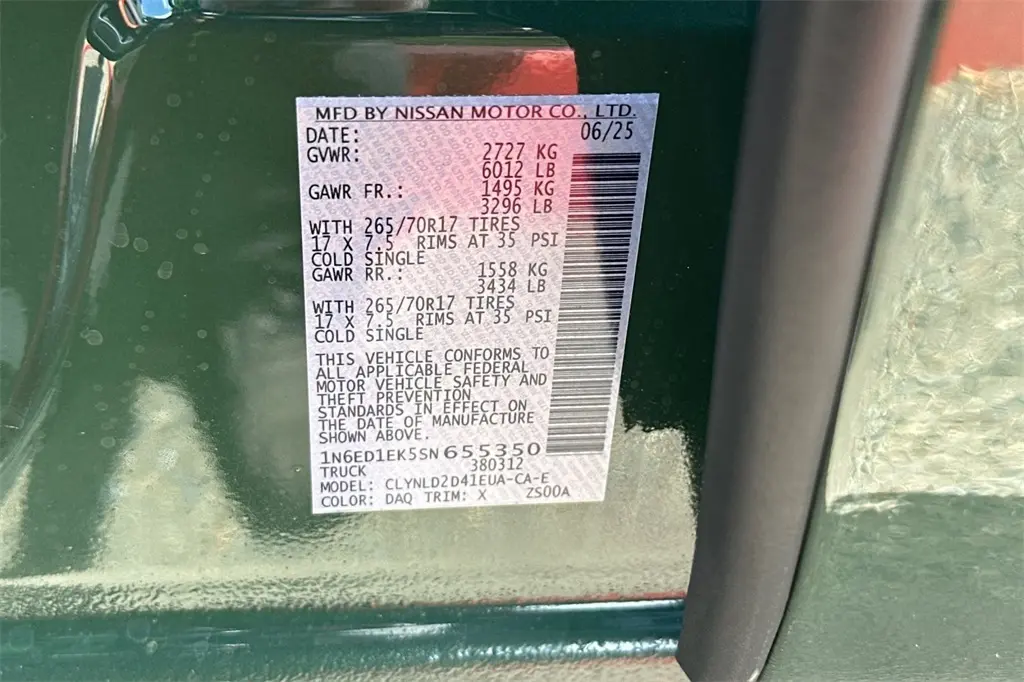 MFD BY NISSAN MOTOR CO., LTD.
DATE: 06/25
GVWR: 2727 KG
6012 LB
GAWR FR.: 1495 KG
3296 LB
WITH 265/70R17 TIRES
17 X 7.5 RIMS AT 35 PSI
COLD SINGLE
GAWR RR.: 1558 KG
3434 LB
WITH 265/70R17 TIRES
17 X 7.5 RIMS AT 35 PSI
COLD SINGLE
THIS VEHICLE CONFORMS TO
ALL APPLICABLE FEDERAL
MOTOR VEHICLE SAFETY AND
THEFT PREVENTION
STANDARDS IN EFFECT ON
THE DATE OF MANUFACTURE
SHOWN ABOVE.
1N6ED1EK5SN655350
TRUCK 380312
MODEL: CLYNLD2D41EUA-CA-E
COLOR: DAQ TRIM: X ZS00A